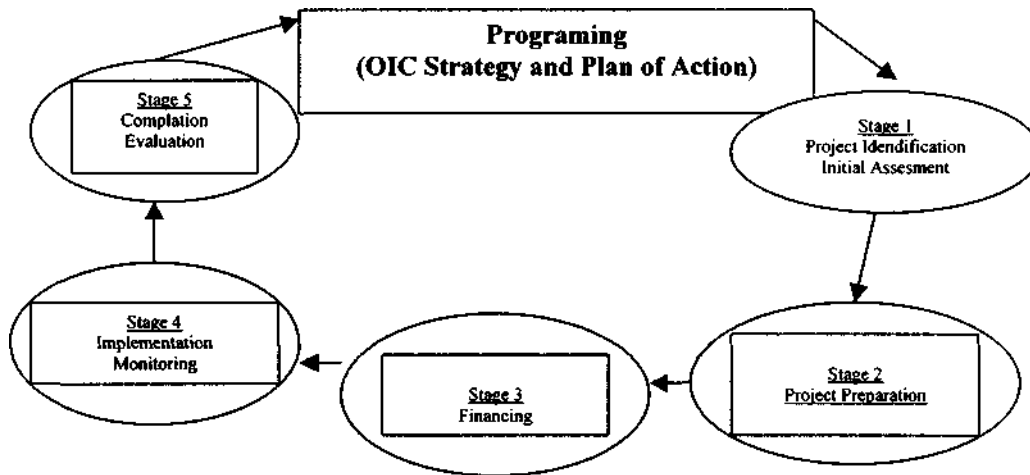 Programing
(OIC Strategy and Plan of Action)
Stage 1
Project Idendification
Initial Assesment
Stage 2
Project Preparation
Stage 3
Financing
Stage 4
Implementation
Monitoring
Stage 5
Complation
Evaluation